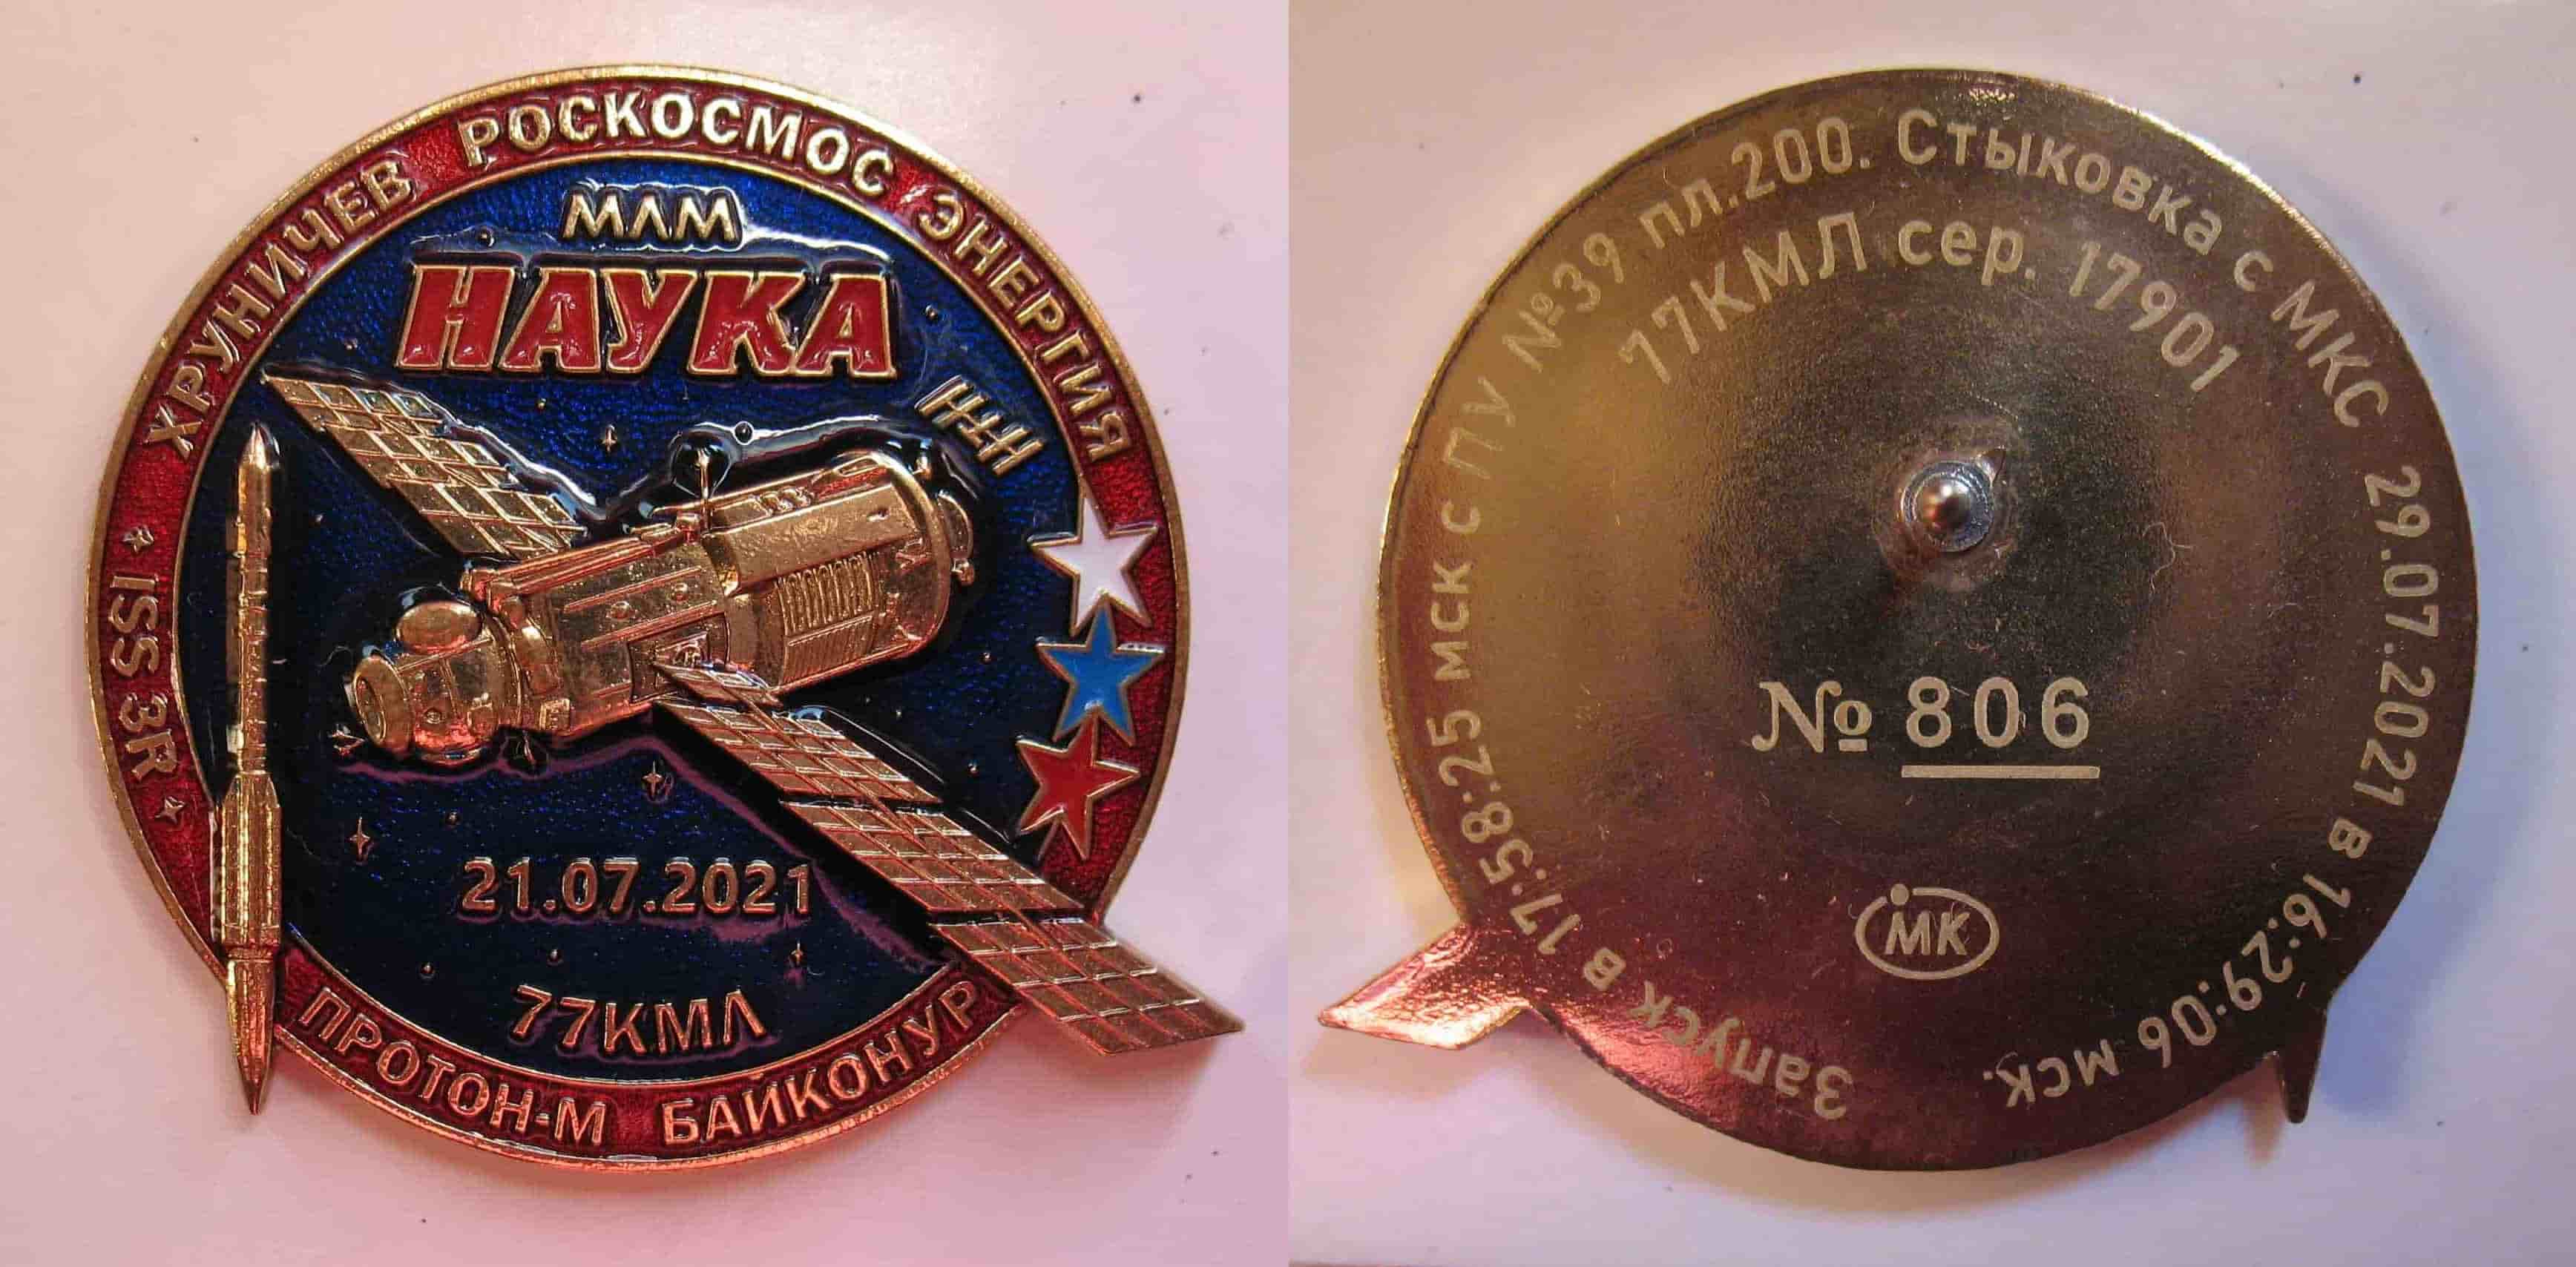 ХРУНИЧЕВ РОСКОСМОС ЭНЕРГИЯ
МЛМ
НАУКА
ISS 3R
21.07.2021
77КМЛ
ПРОТОН-М БАЙКОНУР
Запуск в 17:58:25 мск с ПУ №39 пл.200. Стыковка с МКС 29.07.2021 в 16:29:06 мск.
77КМЛ сер. 17901
№ 806
МК